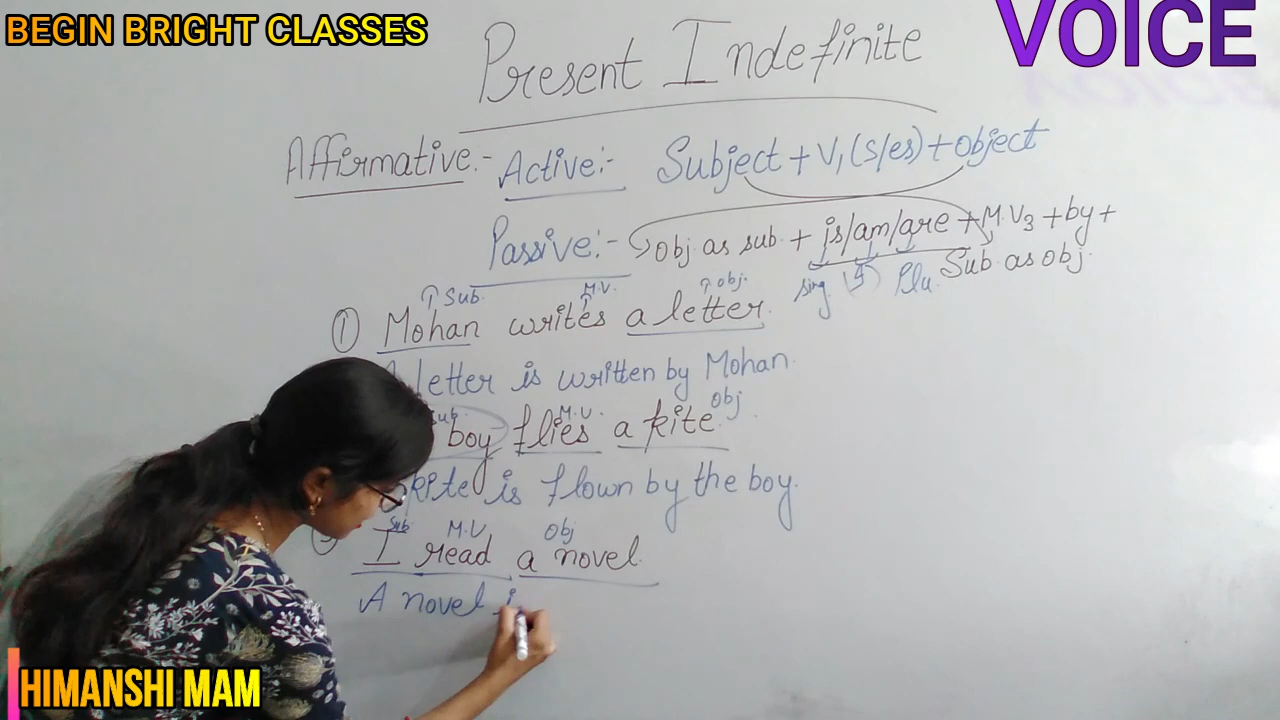 BEGIN BRIGHT CLASSES
VOICE
Present Indefinite
Affirmative:- Active:- Subject + V1 (s/es) + object
Passive:- Obj as sub + is/am/are + M.V3 + by +
Sub as obj.
sing I Plu.
Sub. M.V. obj.
① Mohan writes a letter.
letter is written by Mohan.
Sub. M.V. Obj
boy flies a kite.
kite is flown by the boy.
Sub M.V Obj
I read a novel.
A novel i
HIMANSHI MAM